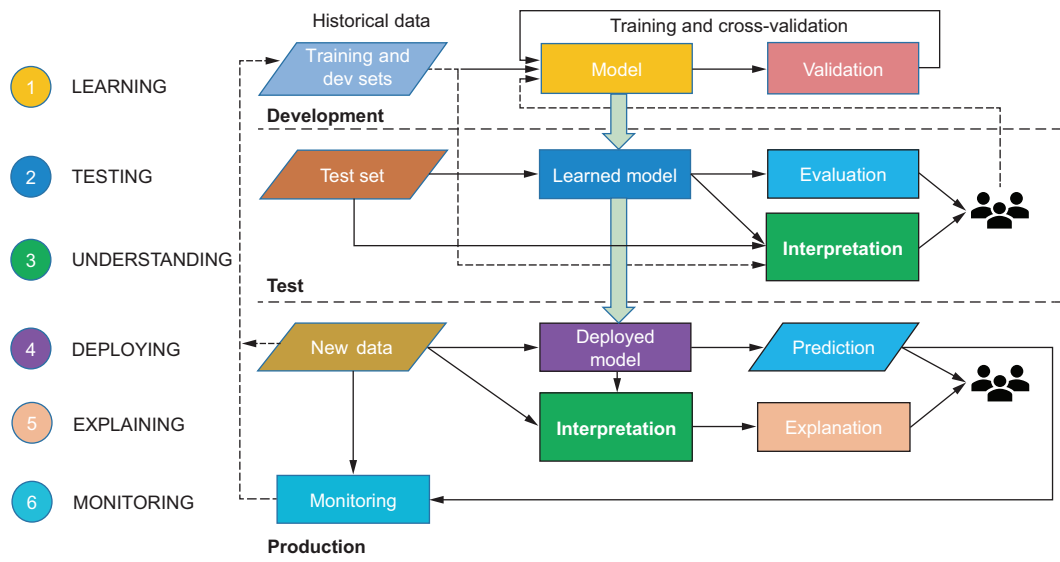 1 LEARNING
2 TESTING
3 UNDERSTANDING
4 DEPLOYING
5 EXPLAINING
6 MONITORING
Historical data
Training and cross-validation
Training and
dev sets
Model
Validation
Development
Test set
Learned model
Evaluation
Interpretation
Test
New data
Deployed
model
Prediction
Interpretation
Explanation
Monitoring
Production